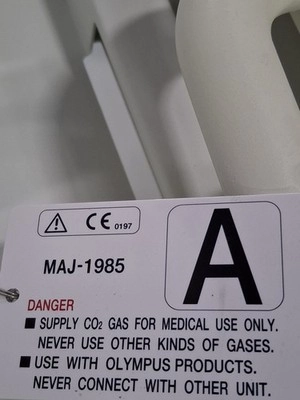 CE 0197
A
MAJ-1985
DANGER
■ SUPPLY CO₂ GAS FOR MEDICAL USE ONLY.
NEVER USE OTHER KINDS OF GASES.
■ USE WITH OLYMPUS PRODUCTS.
NEVER CONNECT WITH OTHER UNIT.